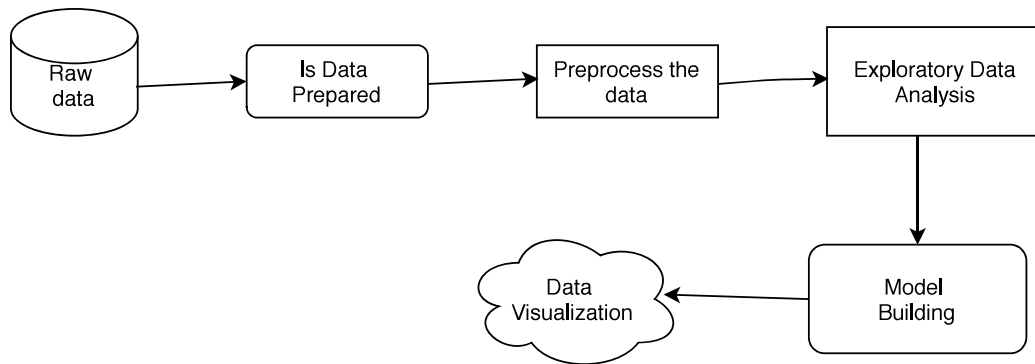 Raw
data
Is Data
Prepared
Preprocess the
data
Exploratory Data
Analysis
Model
Building
Data
Visualization